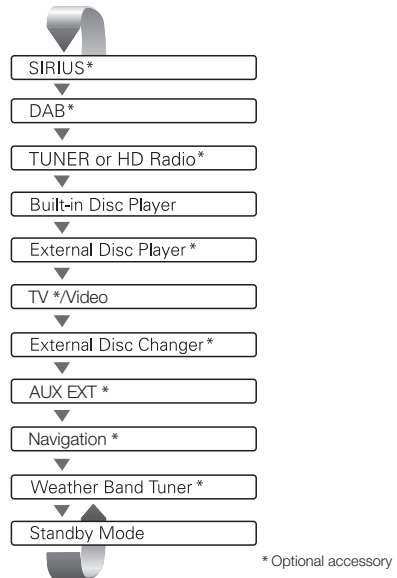 SIRIUS*
DAB*
TUNER or HD Radio*
Built-in Disc Player
External Disc Player *
TV */Video
External Disc Changer *
AUX EXT *
Navigation *
Weather Band Tuner *
Standby Mode
* Optional accessory